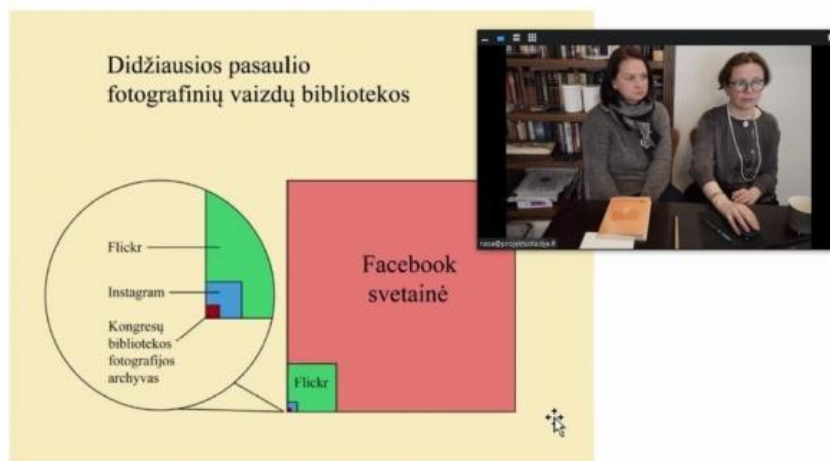 Didžiausios pasaulio
fotografinių vaizdų bibliotekos
Flickr
Instagram
Kongresų
bibliotekos
fotografijos
archyvas
Facebook
svetainė
Flickr